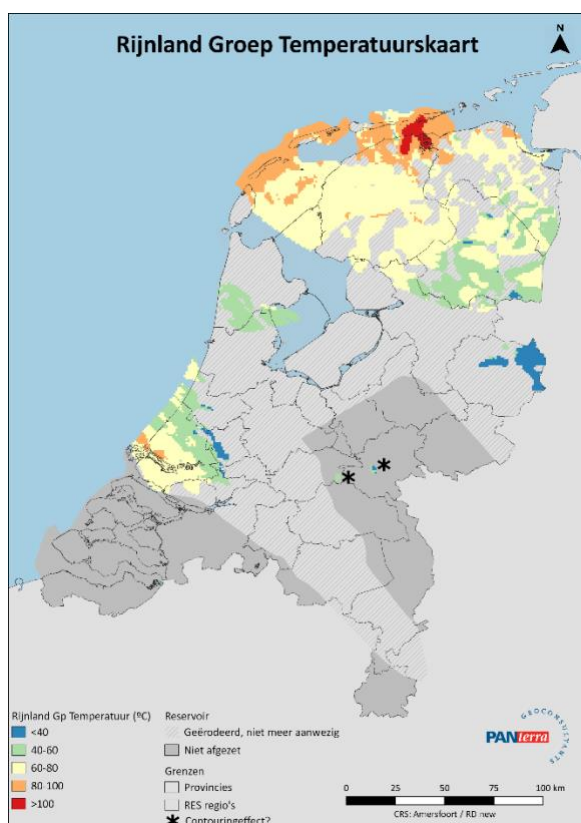 Rijnland Groep Temperatuurskaart
N
Rijnland Gp Temperatuur (ºC)
<40
40-60
60-80
80-100
>100
Reservoir
Geërodeerd, niet meer aanwezig
Niet afgezet
Grenzen
Provincies
RES regio's
Contouringeffect?
PANterra
GEOCONSULTANTS
0 25 50 75 100 km
CRS: Amersfoort / RD new